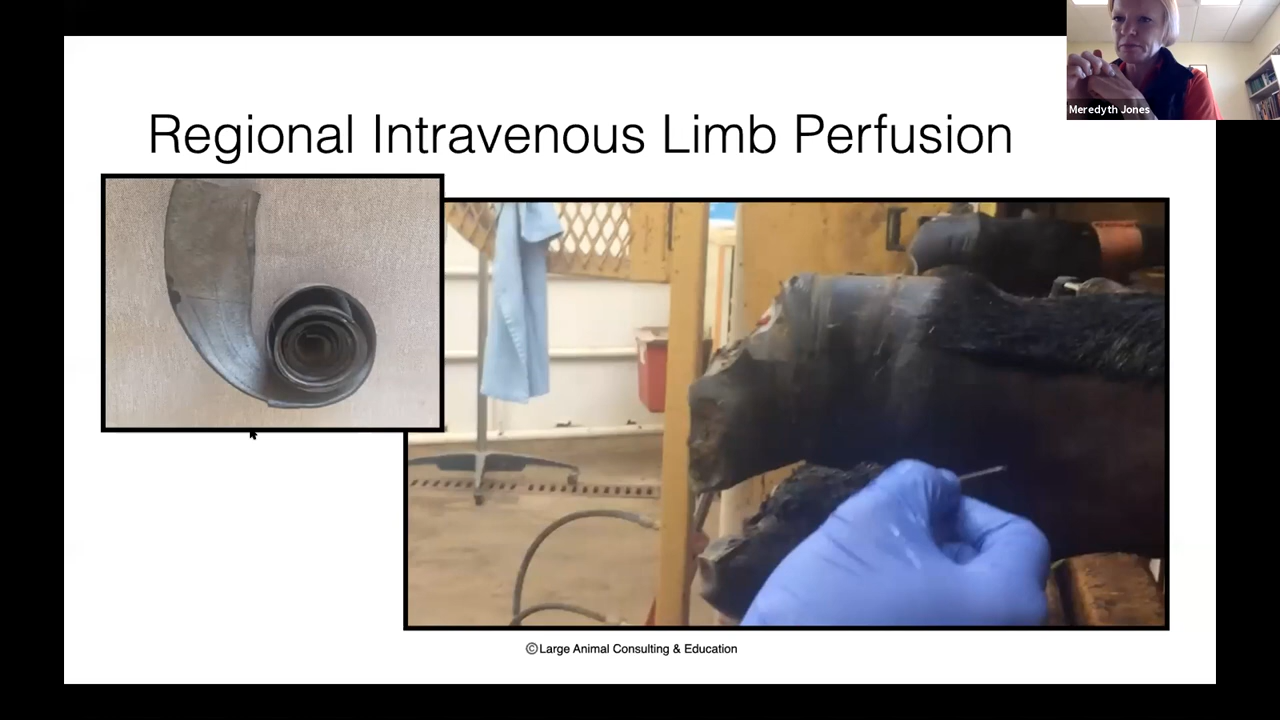 Meredyth Jones
Regional Intravenous Limb Perfusion
©Large Animal Consulting & Education